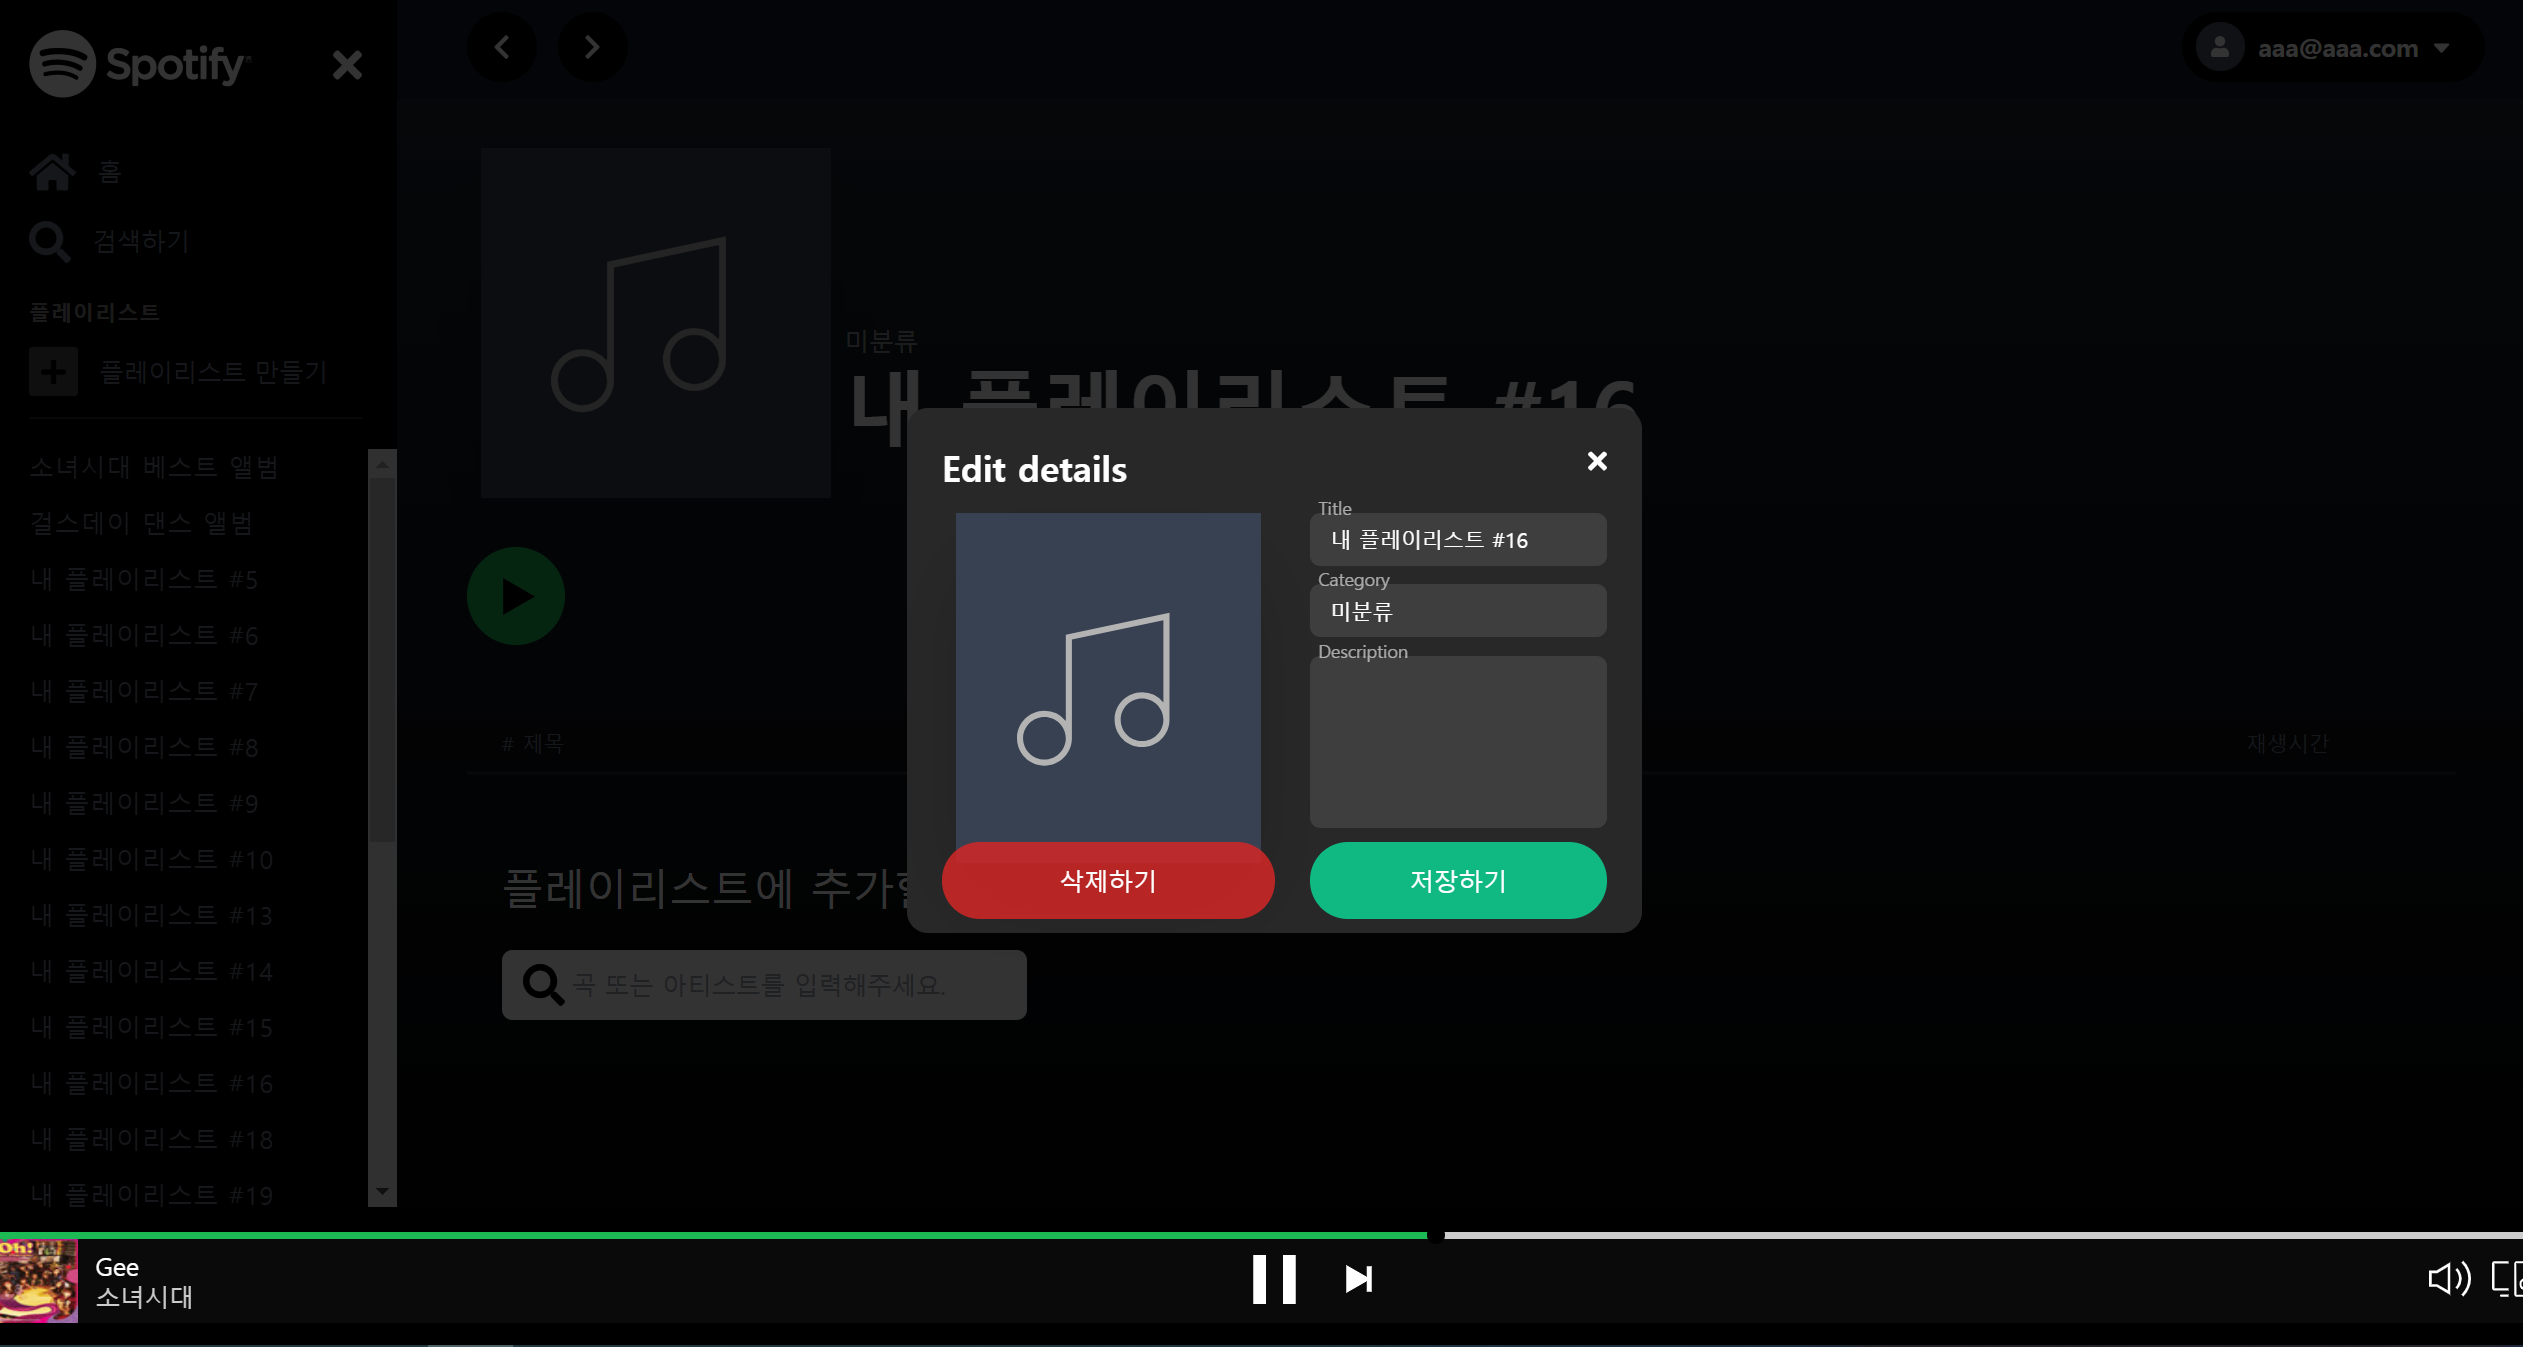 Spotify
aaa@aaa.com
홈
검색하기
플레이리스트
플레이리스트 만들기
소녀시대 베스트 앨범
걸스데이 댄스 앨범
내 플레이리스트 #5
내 플레이리스트 #6
내 플레이리스트 #7
내 플레이리스트 #8
내 플레이리스트 #9
내 플레이리스트 #10
내 플레이리스트 #13
내 플레이리스트 #14
내 플레이리스트 #15
내 플레이리스트 #16
내 플레이리스트 #18
내 플레이리스트 #19
미분류
내 플레이리스트 #16
# 제목
재생시간
플레이리스트에
곡 또는 아티스트를 입력해주세요.
Edit details
Title
내 플레이리스트 #16
Category
미분류
Description
삭제하기
저장하기
Oh!
Gee
소녀시대